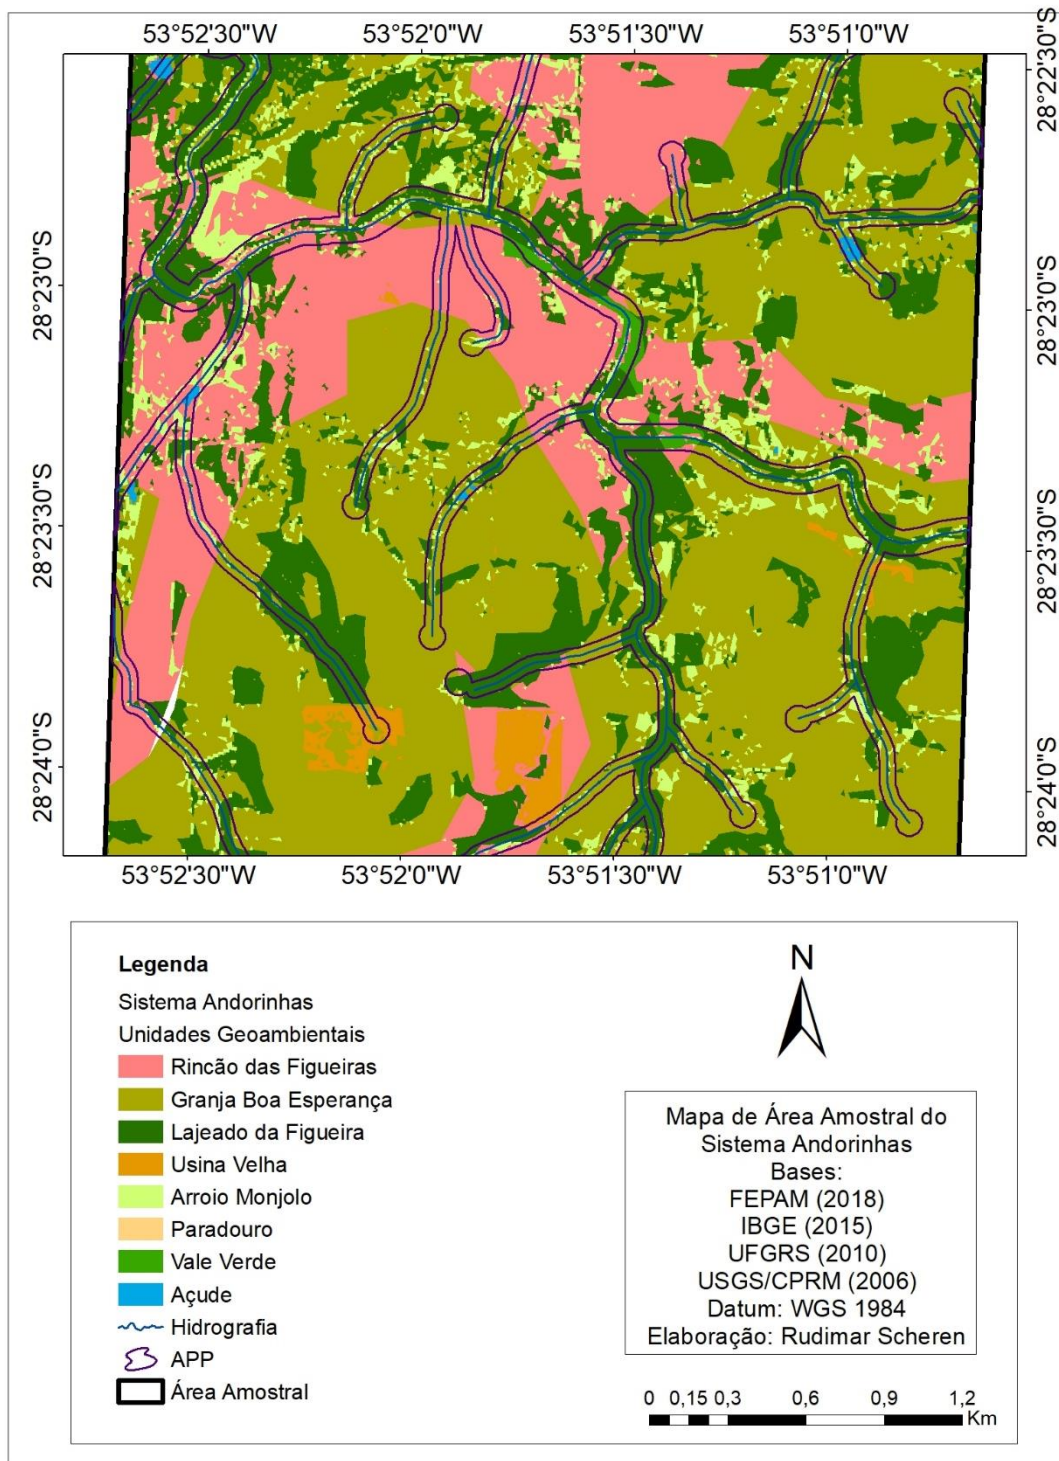 53°52'30"W 53°52'0"W 53°51'30"W 53°51'0"W
28°22'30"S
28°23'0"S 28°23'0"S
28°23'30"S 28°23'30"S
28°24'0"S 28°24'0"S
53°52'30"W 53°52'0"W 53°51'30"W 53°51'0"W
Legenda
Sistema Andorinhas
Unidades Geoambientais
Rincão das Figueiras
Granja Boa Esperança
Lajeado da Figueira
Usina Velha
Arroio Monjolo
Paradouro
Vale Verde
Açude
Hidrografia
APP
Área Amostral
N
Mapa de Área Amostral do
Sistema Andorinhas
Bases:
FEPAM (2018)
IBGE (2015)
UFGRS (2010)
USGS/CPRM (2006)
Datum: WGS 1984
Elaboração: Rudimar Scheren
0 0,15 0,3 0,6 0,9 1,2
Km